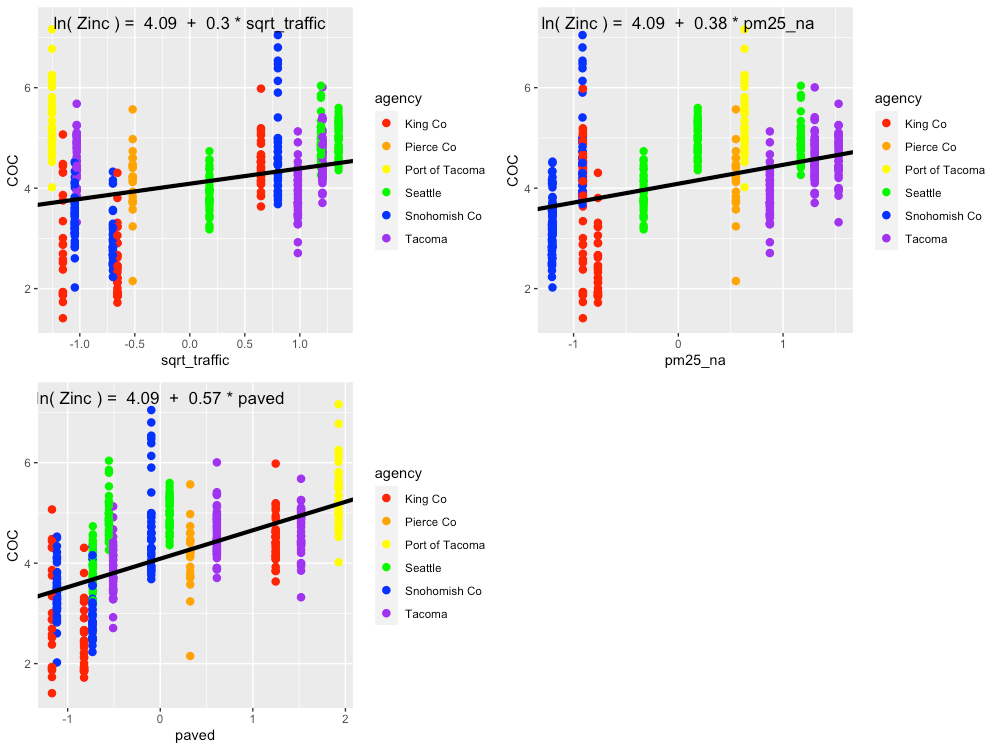 ln( Zinc ) = 4.09 + 0.3 * sqrt_traffic
COC
6
4
2
-1.0 -0.5 0.0 0.5 1.0
sqrt_traffic
agency
King Co
Pierce Co
Port of Tacoma
Seattle
Snohomish Co
Tacoma
ln( Zinc ) = 4.09 + 0.38 * pm25_na
COC
6
4
2
-1 0 1
pm25_na
agency
King Co
Pierce Co
Port of Tacoma
Seattle
Snohomish Co
Tacoma
ln( Zinc ) = 4.09 + 0.57 * paved
COC
6
4
2
-1 0 1 2
paved
agency
King Co
Pierce Co
Port of Tacoma
Seattle
Snohomish Co
Tacoma